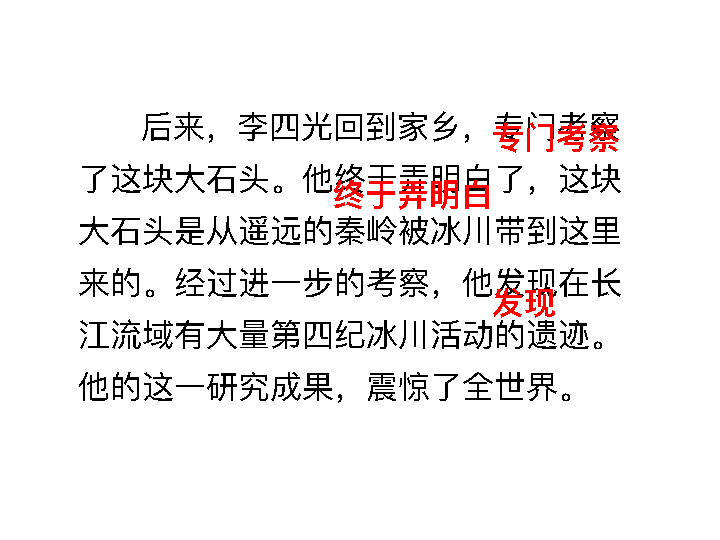 后来，李四光回到家乡，专门考察
专门考察
了这块大石头。他终于弄明白了，这块
终于弄明白
大石头是从遥远的秦岭被冰川带到这里
来的。经过进一步的考察，他发现在长
发现
江流域有大量第四纪冰川活动的遗迹。
他的这一研究成果，震惊了全世界。